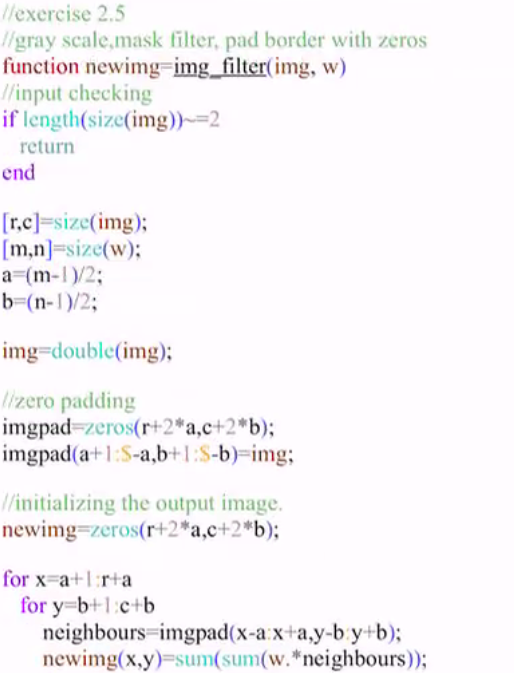 //exercise 2.5
//gray scale,mask filter, pad border with zeros
function newimg=img_filter(img, w)
//input checking
if length(size(img))~=2
return
end
[r,c]=size(img);
[m,n]=size(w);
a=(m-1)/2;
b=(n-1)/2;
img=double(img);
//zero padding
imgpad=zeros(r+2*a,c+2*b);
imgpad(a+1:$-a,b+1:$-b)=img;
//initializing the output image.
newimg=zeros(r+2*a,c+2*b);
for x=a+1:r+a
for y=b+1:c+b
neighbours=imgpad(x-a:x+a,y-b:y+b);
newimg(x,y)=sum(sum(w.*neighbours));